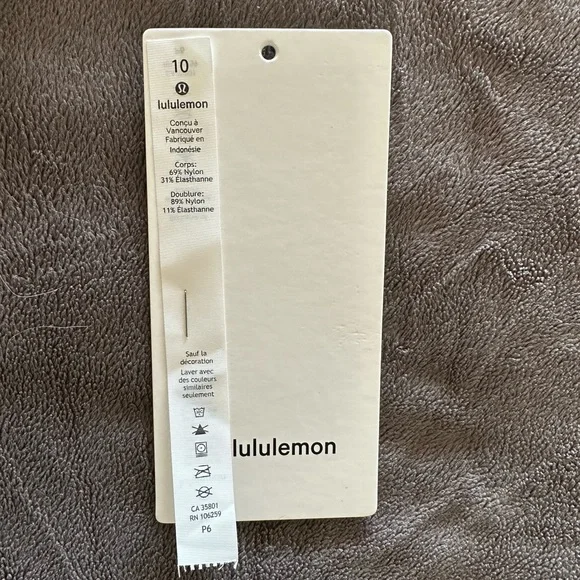 10
lululemon
Conçu à
Vancouver
Fabriqué en
Indonésie
Corps:
69% Nylon
31% Élasthanne
Doublure:
89% Nylon
11% Élasthanne
Sauf la
décoration
Laver avec
des couleurs
similaires
seulement
CA 35801
RN 106259
P6
lululemon